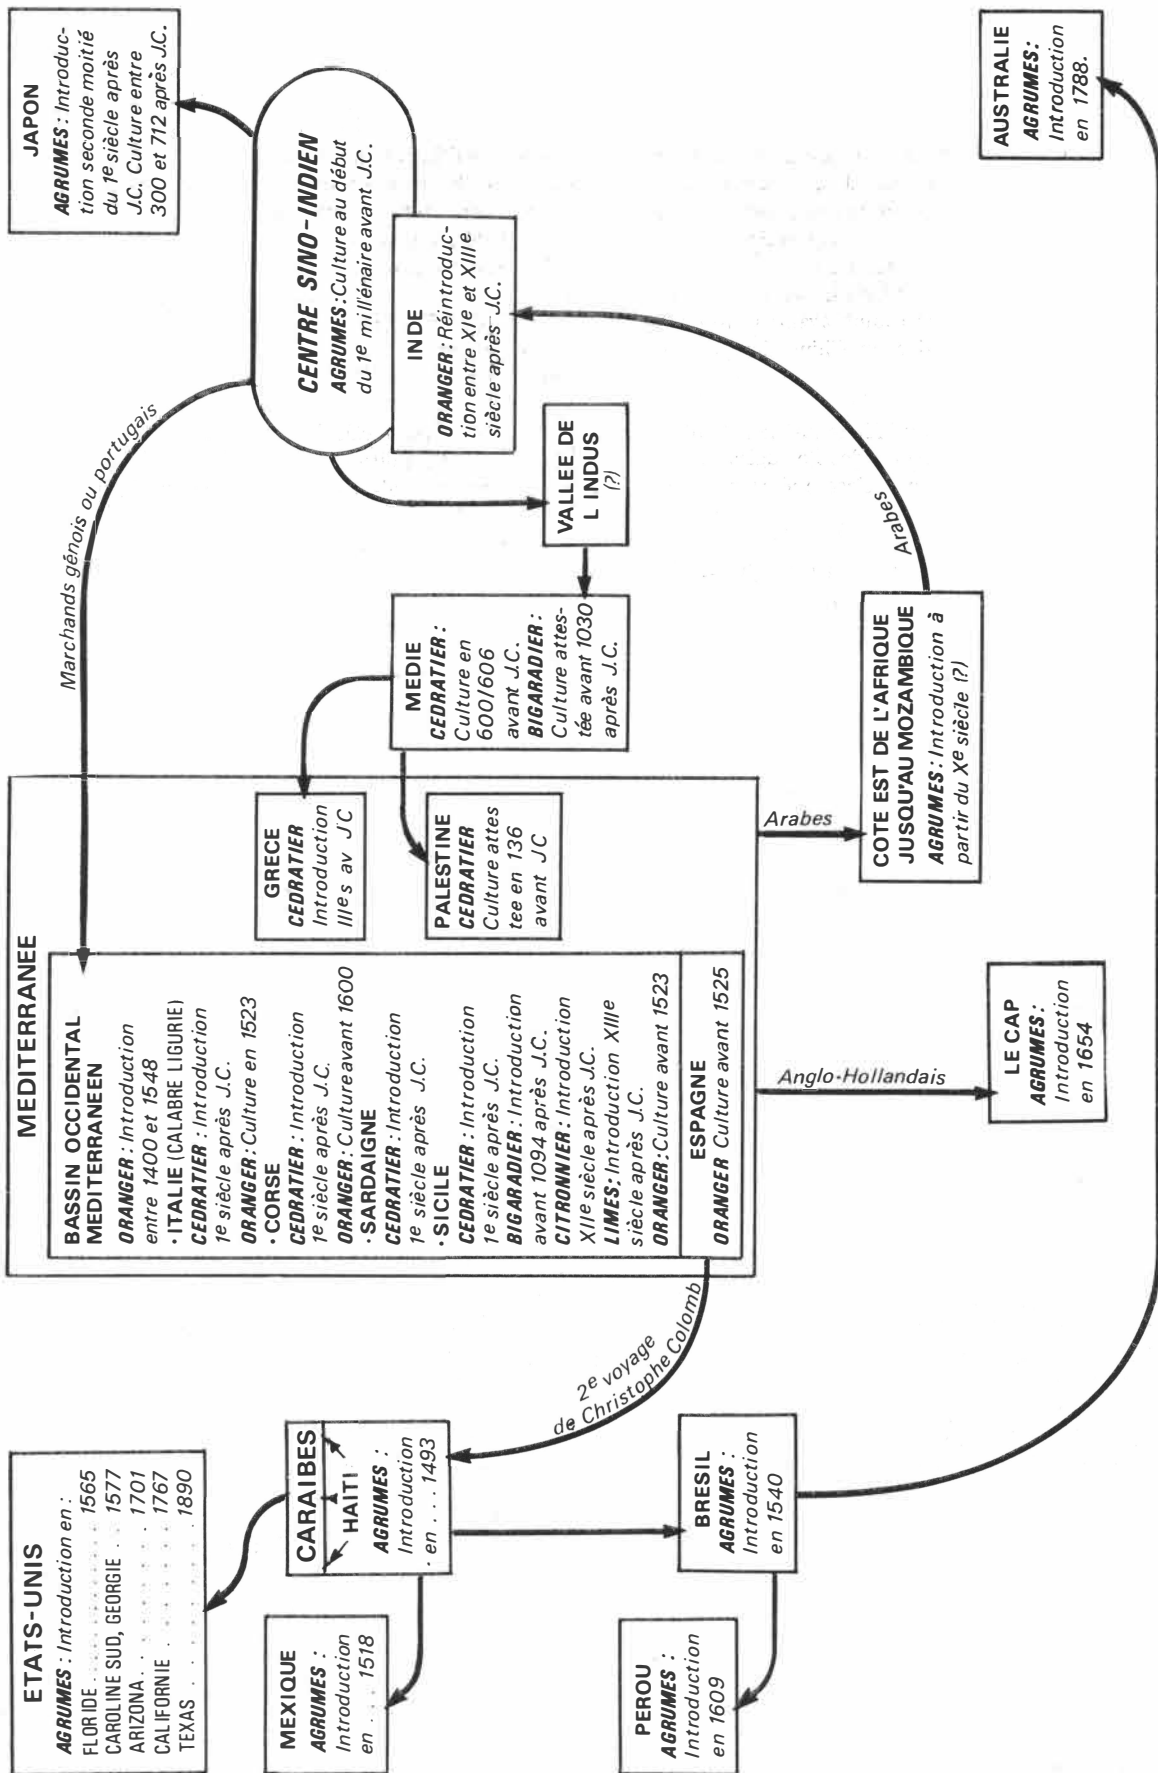 ETATS-UNIS
AGRUMES : Introduction en :
FLORIDE . . . . . . . . . . . 1565
CAROLINE SUD, GEORGIE . . 1577
ARIZONA . . . . . . . . . . 1701
CALIFORNIE . . . . . . . . 1767
TEXAS . . . . . . . . . . . 1890
MEXIQUE
AGRUMES :
Introduction
en . . . . 1518
CARAIBES
HAITI
AGRUMES :
Introduction
. en . . . . 1493
PEROU
AGRUMES :
Introduction
en 1609
BRESIL
AGRUMES :
Introduction
en 1540
2e voyage
de Christophe Colomb
MEDITERRANEE
BASSIN OCCIDENTAL
MEDITERRANEEN
ORANGER : Introduction
entre 1400 et 1548
· ITALIE (CALABRE LIGURIE)
CEDRATIER : Introduction
1e siècle après J.C.
ORANGER : Culture en 1523
· CORSE
CEDRATIER : Introduction
1e siècle après J.C.
ORANGER : Culture avant 1600
· SARDAIGNE
CEDRATIER : Introduction
1e siècle après J.C.
· SICILE
CEDRATIER : Introduction
1e siècle après J.C.
BIGARADIER : Introduction
avant 1094 après J.C.
CITRONNIER : Introduction
XIIe siècle après J.C.
LIMES : Introduction XIIIe
siècle après J.C.
ORANGER : Culture avant 1523
ESPAGNE
ORANGER Culture avant 1525
GRECE
CEDRATIER
Introduction
IIIe s av J C
PALESTINE
CEDRATIER
Culture attes
tee en 136
avant J C
Marchands génois ou portugais
MEDIE
CEDRATIER :
Culture en
600/606
avant J.C.
BIGARADIER :
Culture attes-
tée avant 1030
après J.C.
VALLEE DE
L INDUS
(?)
CENTRE SINO-INDIEN
AGRUMES : Culture au début
du 1e millénaire avant J.C.
INDE
ORANGER : Réintroduc-
tion entre XIe et XIIIe
siècle après J.C.
JAPON
AGRUMES : Introduc-
tion seconde moitié
du 1e siècle après
J.C. Culture entre
300 et 712 après J.C.
Anglo-Hollandais
LE CAP
AGRUMES :
Introduction
en 1654
Arabes
COTE EST DE L'AFRIQUE
JUSQU'AU MOZAMBIQUE
AGRUMES : Introduction à
partir du Xe siècle (?)
Arabes
AUSTRALIE
AGRUMES :
Introduction
en 1788.